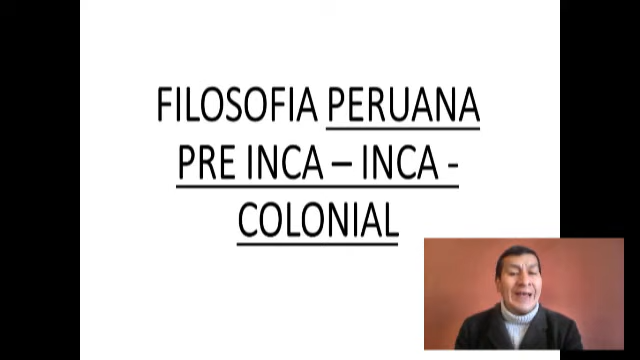 FILOSOFIA PERUANA
PRE INCA – INCA -
COLONIAL